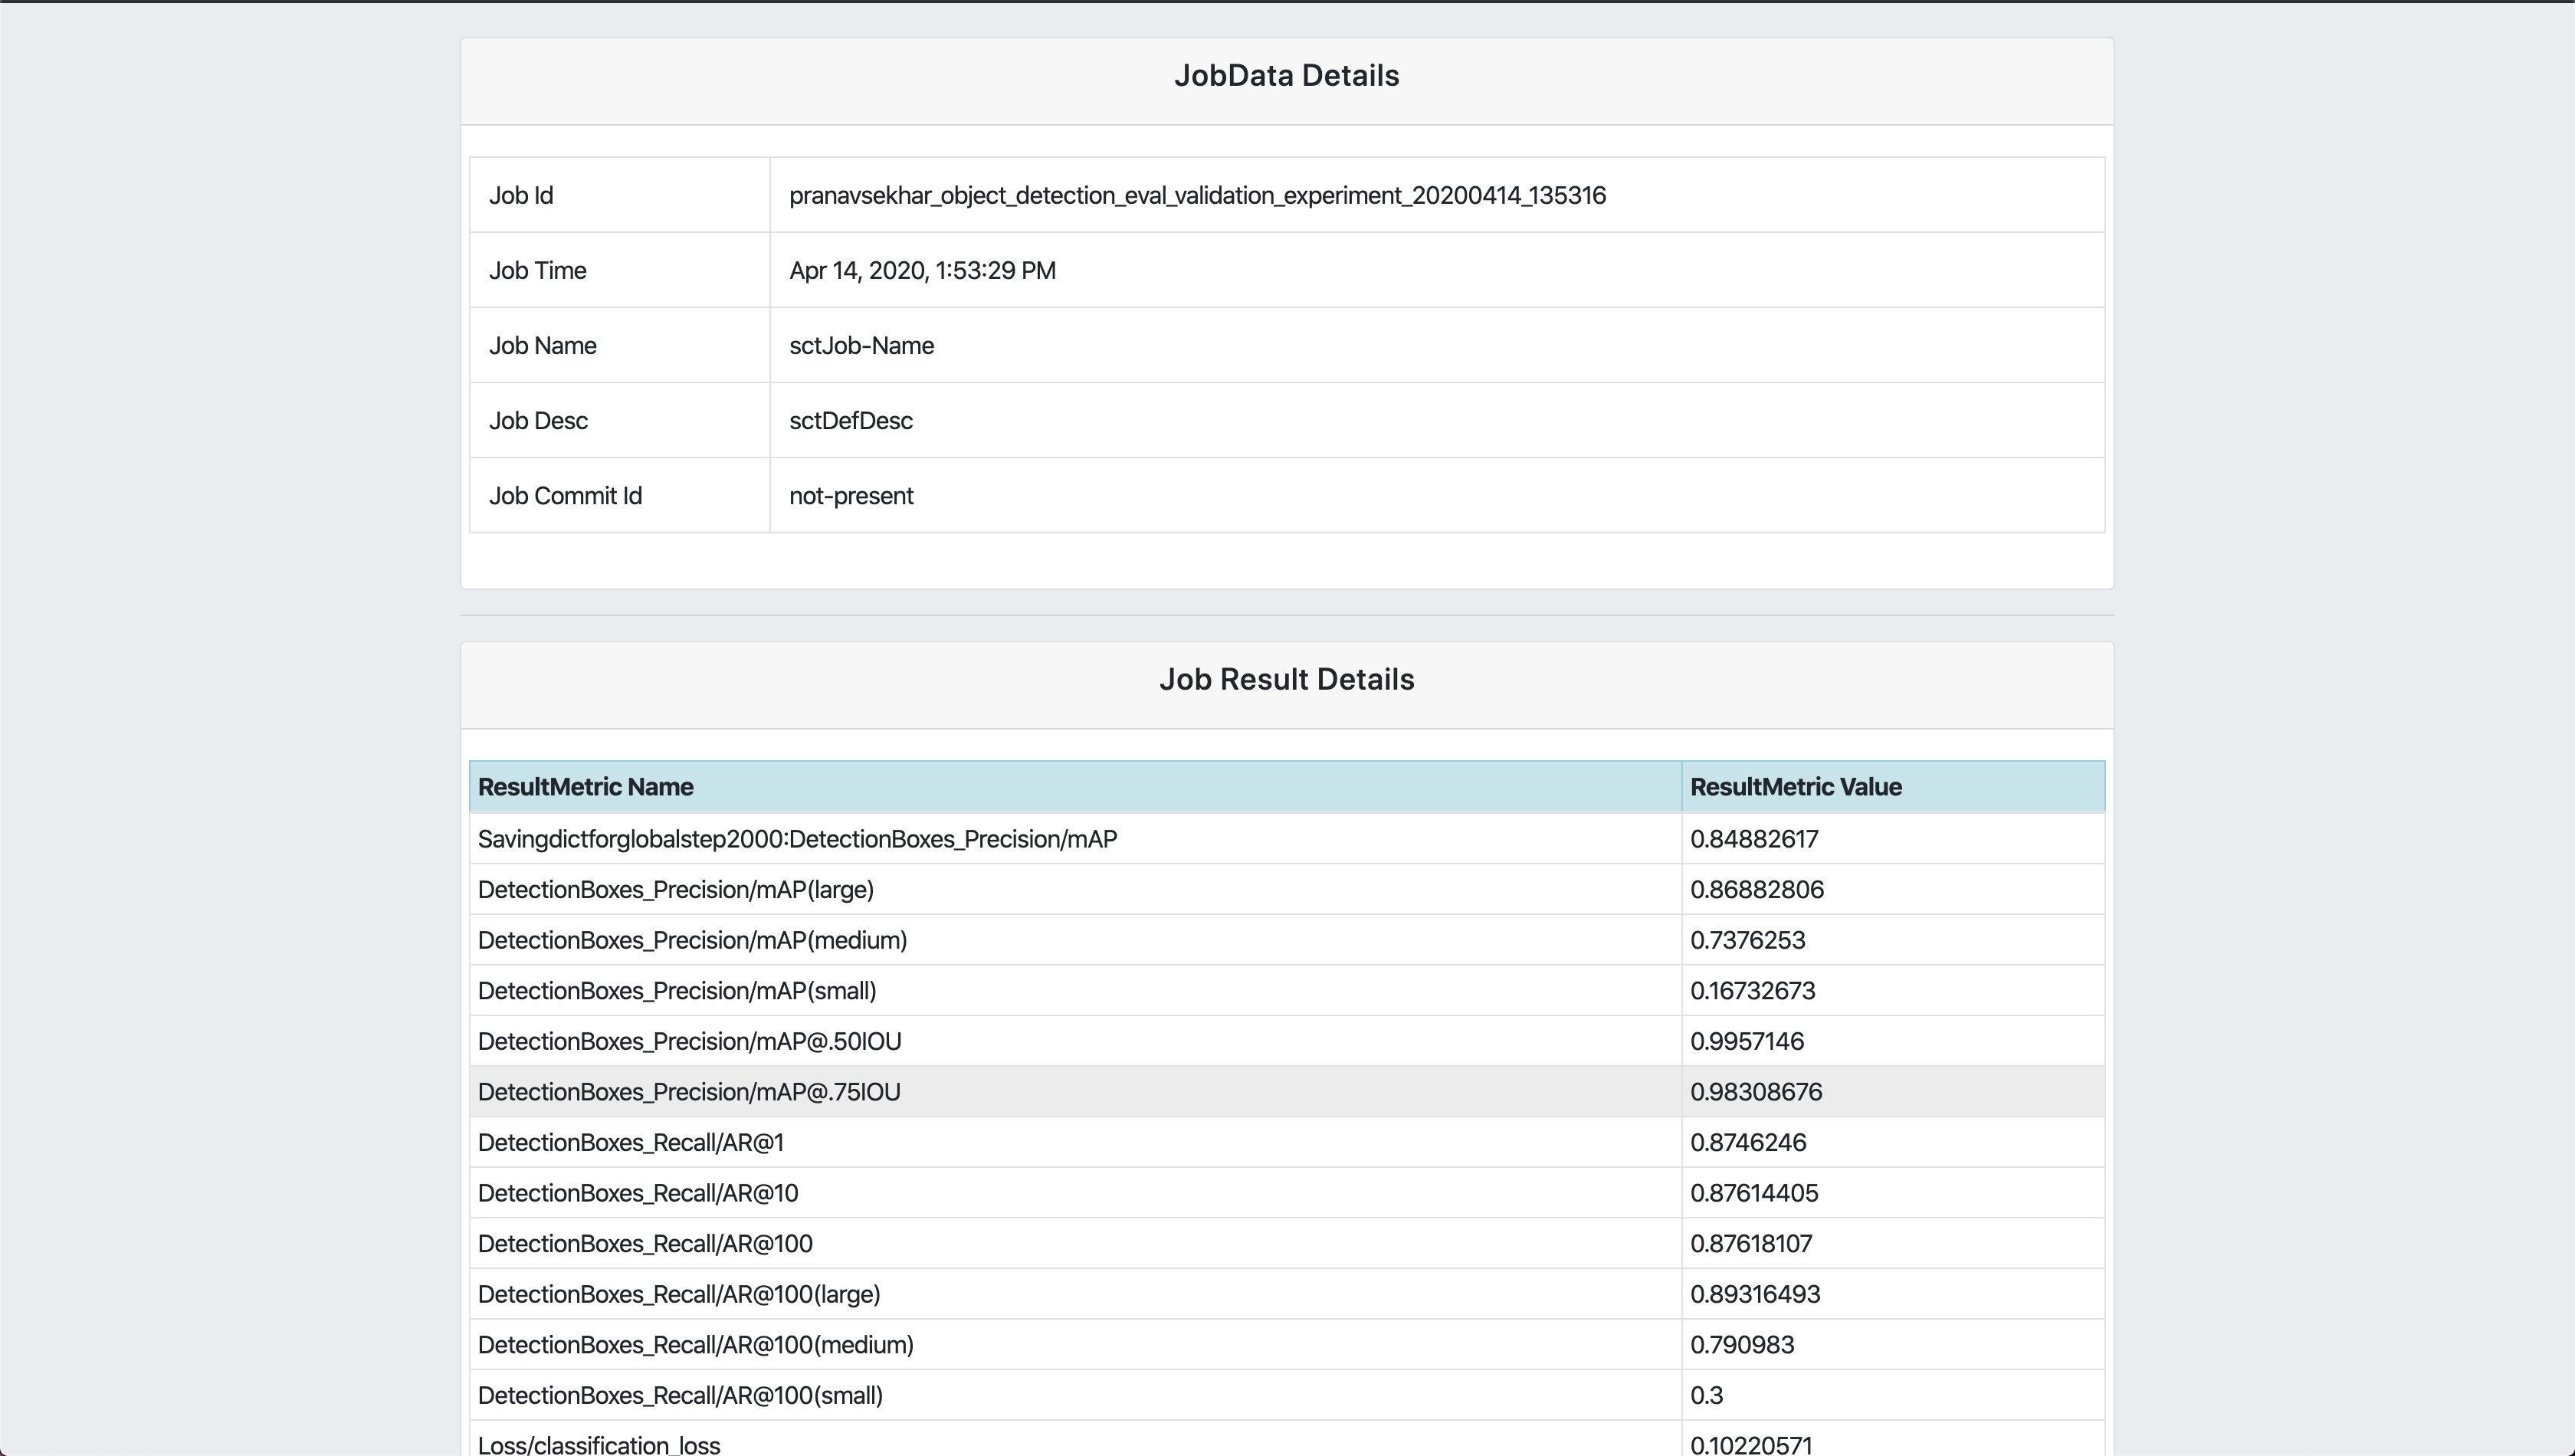 JobData Details
Job Id pranavsekhar_object_detection_eval_validation_experiment_20200414_135316
Job Time Apr 14, 2020, 1:53:29 PM
Job Name sctJob-Name
Job Desc sctDefDesc
Job Commit Id not-present
Job Result Details
ResultMetric Name ResultMetric Value
Savingdictforglobalstep2000:DetectionBoxes_Precision/mAP 0.84882617
DetectionBoxes_Precision/mAP(large) 0.86882806
DetectionBoxes_Precision/mAP(medium) 0.7376253
DetectionBoxes_Precision/mAP(small) 0.16732673
DetectionBoxes_Precision/mAP@.50IOU 0.9957146
DetectionBoxes_Precision/mAP@.75IOU 0.98308676
DetectionBoxes_Recall/AR@1 0.8746246
DetectionBoxes_Recall/AR@10 0.87614405
DetectionBoxes_Recall/AR@100 0.87618107
DetectionBoxes_Recall/AR@100(large) 0.89316493
DetectionBoxes_Recall/AR@100(medium) 0.790983
DetectionBoxes_Recall/AR@100(small) 0.3
Loss/classification_loss 0.10220571